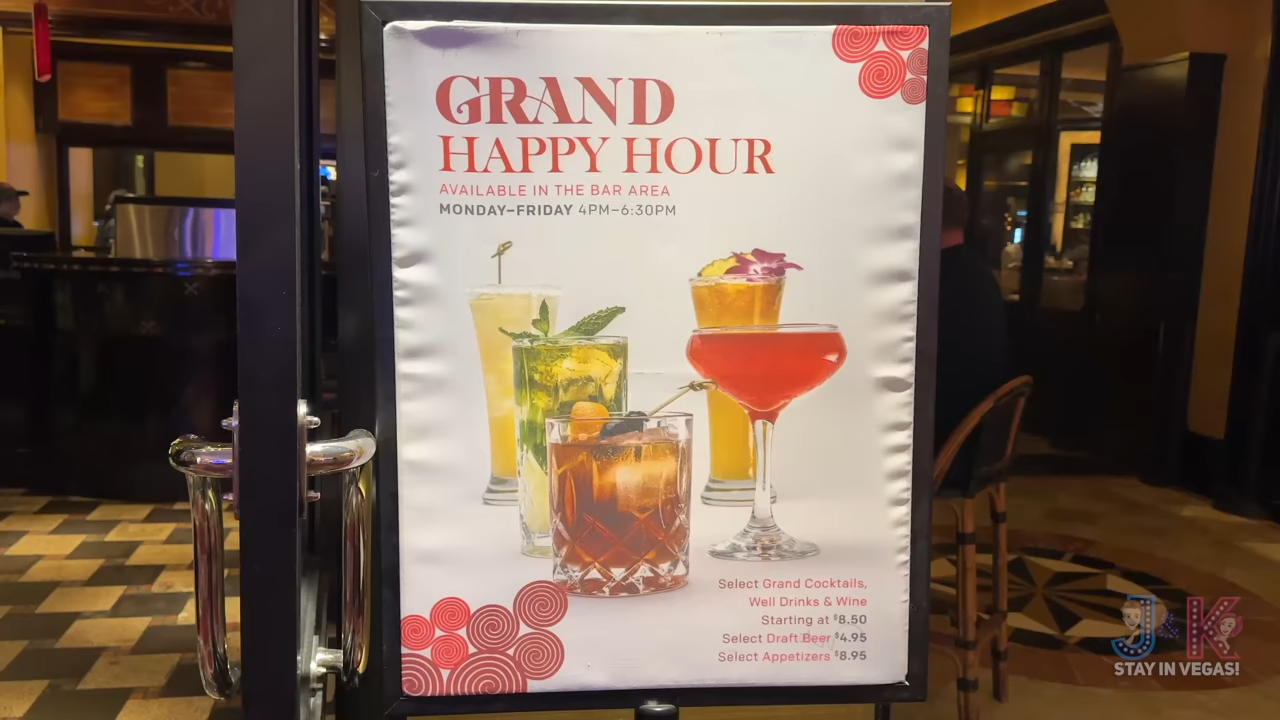 GRAND
HAPPY HOUR
AVAILABLE IN THE BAR AREA
MONDAY–FRIDAY 4PM–6:30PM
Select Grand Cocktails,
Well Drinks & Wine
Starting at $8.50
Select Draft Beer $4.95
Select Appetizers $8.95
J & K
STAY IN VEGAS!